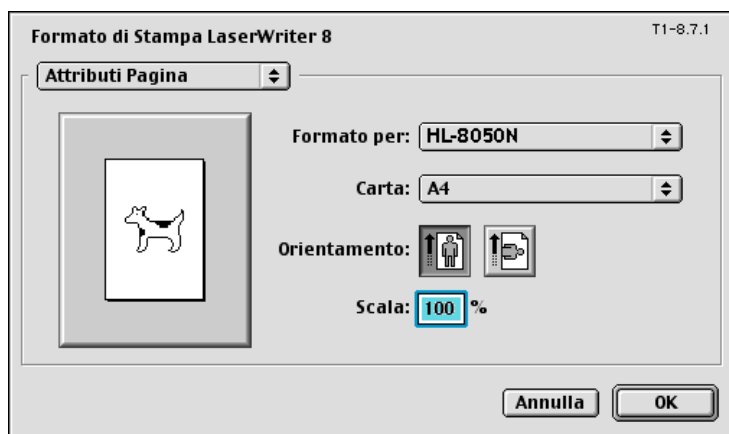 Formato di Stampa LaserWriter 8
T1-8.7.1
Attributi Pagina
Formato per: HL-8050N
Carta: A4
Orientamento:
Scala: 100 %
Annulla OK